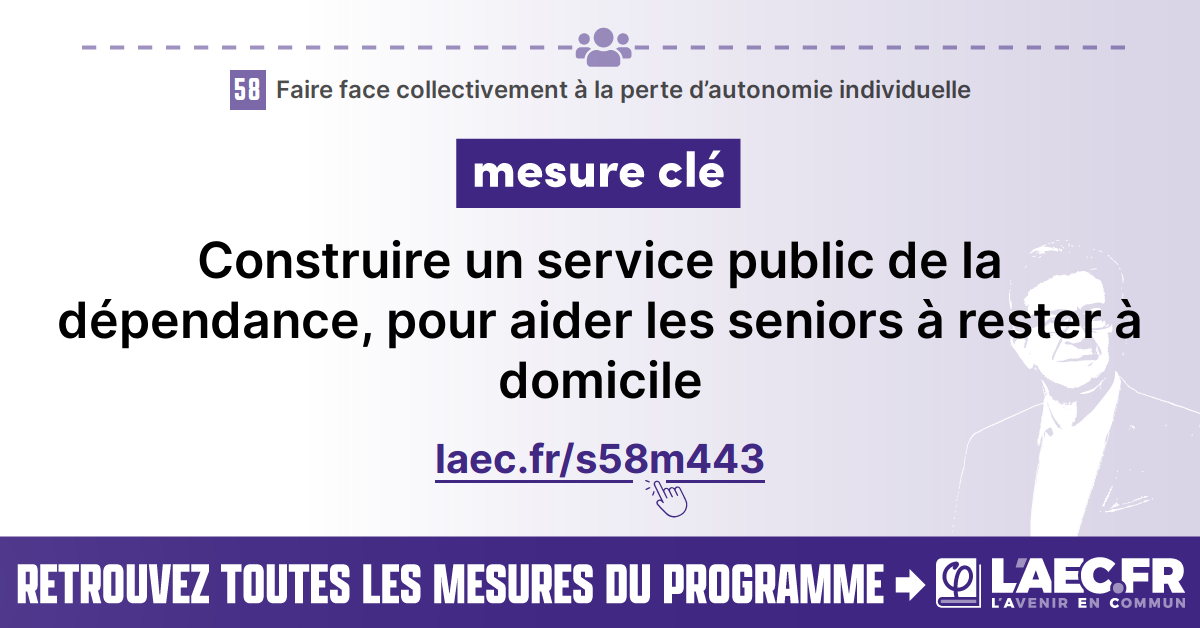 58 Faire face collectivement à la perte d’autonomie individuelle
mesure clé
Construire un service public de la
dépendance, pour aider les seniors à rester à
domicile
laec.fr/s58m443
RETROUVEZ TOUTES LES MESURES DU PROGRAMME
φ L'AEC.FR
L'AVENIR EN COMMUN